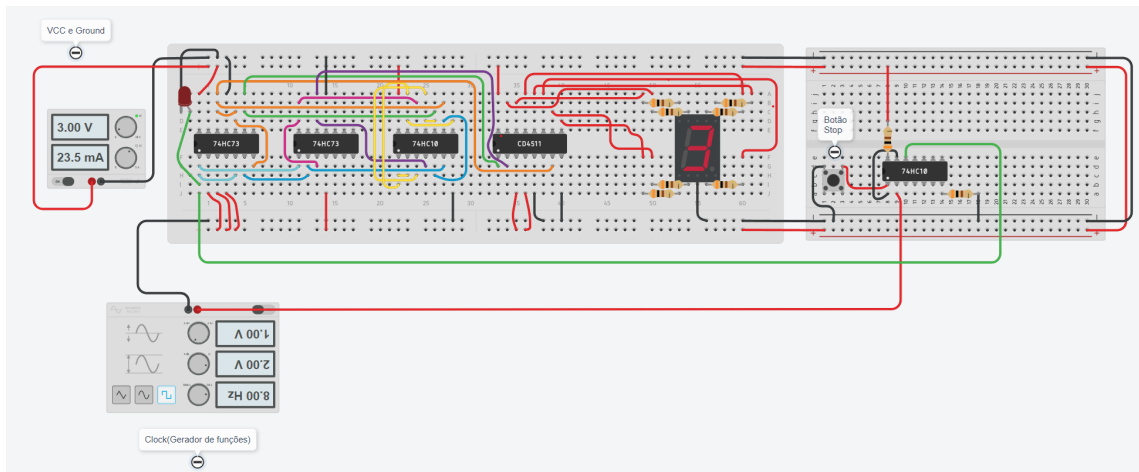 VCC e Ground
3.00 V
23.5 mA
74HC73
74HC73
74HC10
CD4511
3
Botão
Stop
74HC10
1.00 V
2.00 V
8.00 Hz
Clock(Gerador de funções)